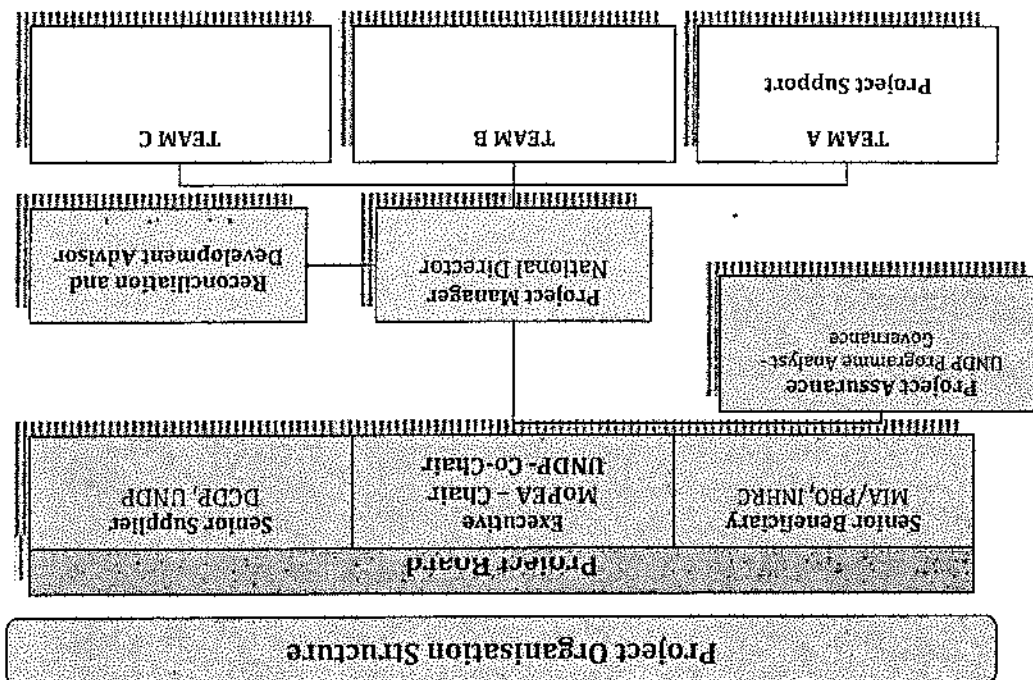 Project Organisation Structure
Project Board
Senior Beneficiary
MIA/PBO, INHRC
Executive
MoPEA – Chair
UNDP- Co-Chair
Senior Supplier
DCDP, UNDP
Project Assurance
UNDP Programme Analyst-
Governance
Project Manager
National Director
Reconciliation and
Development Advisor
TEAM A
Project Support
TEAM B
TEAM C